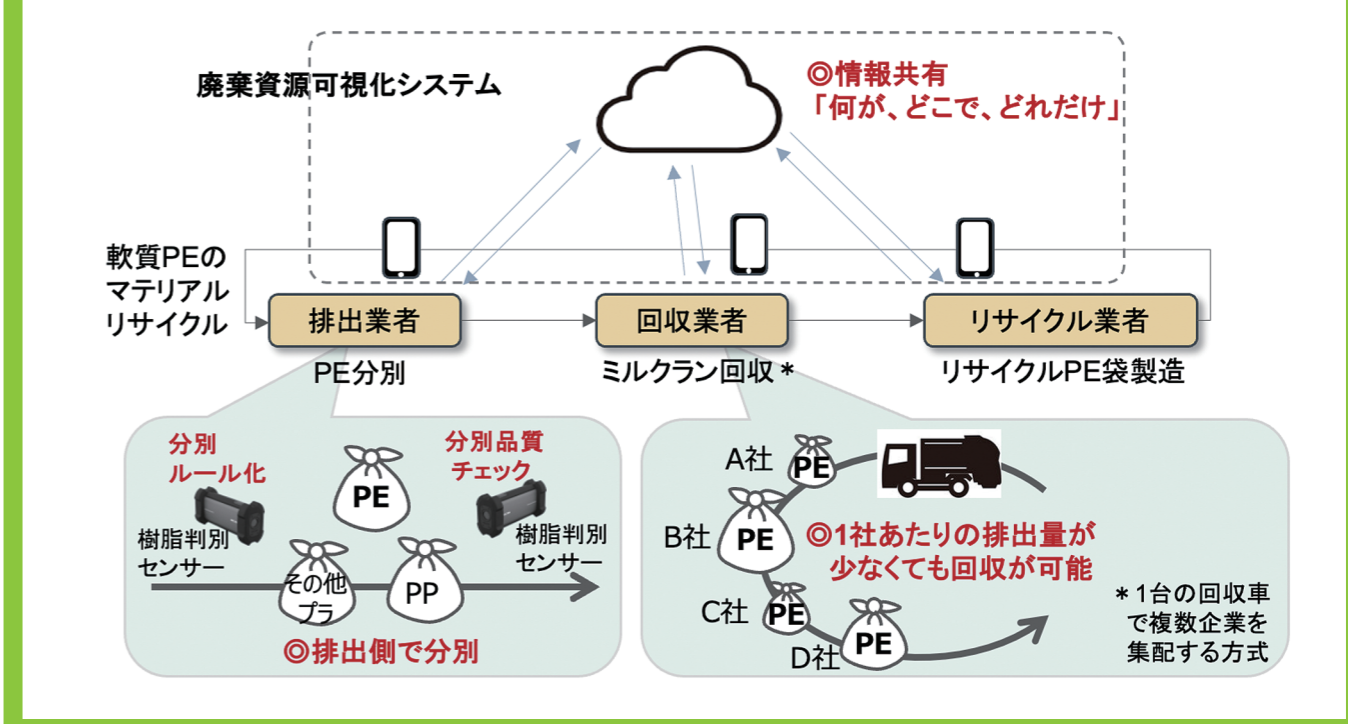 廃棄資源可視化システム
◎情報共有
「何が、どこで、どれだけ」
軟質PEの
マテリアル
リサイクル
排出業者
回収業者
リサイクル業者
PE分別
ミルクラン回収*
リサイクルPE袋製造
分別
ルール化
分別品質
チェック
PE
樹脂判別
センサー
樹脂判別
センサー
その他
プラ
PP
◎排出側で分別
A社
PE
B社
PE
◎1社あたりの排出量が
少なくても回収が可能
C社
PE
D社
PE
*1台の回収車
で複数企業を
集配する方式